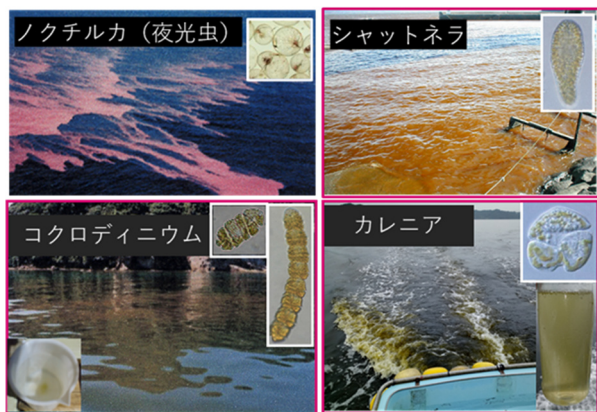 ノクチルカ（夜光虫）
シャットネラ
コクロディニウム
カレニア